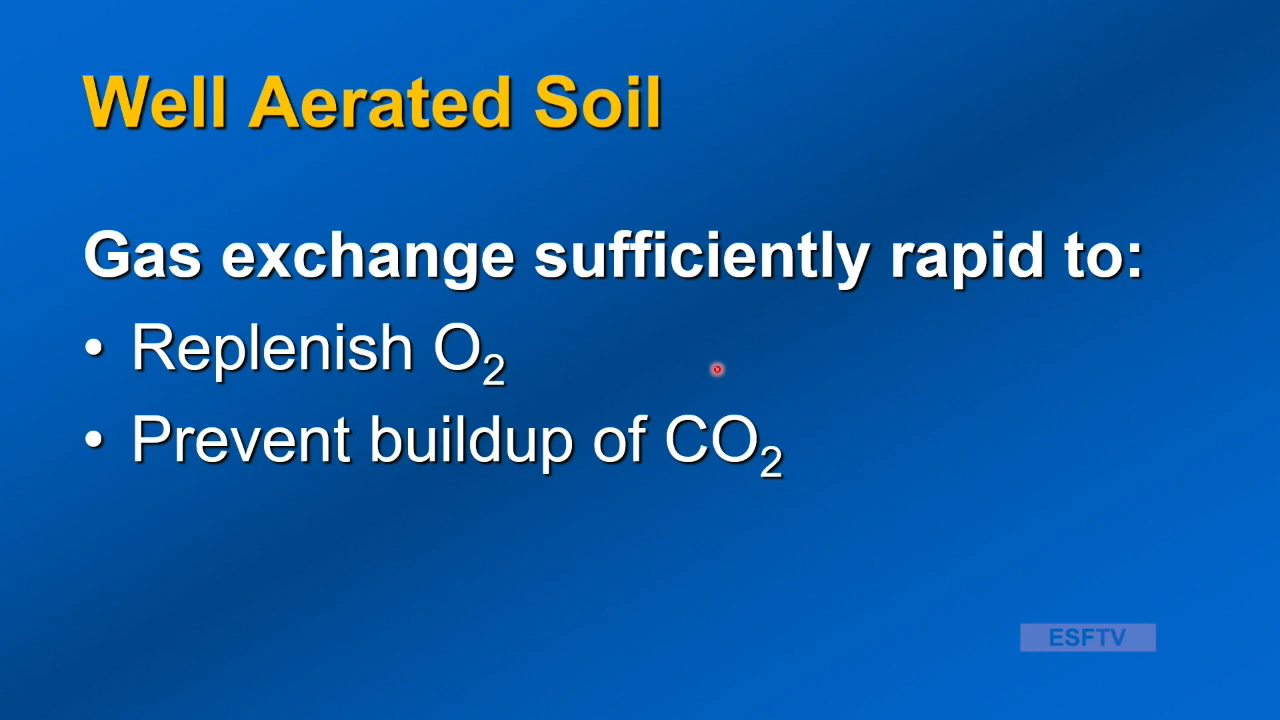 Well Aerated Soil
Gas exchange sufficiently rapid to:
• Replenish O₂
• Prevent buildup of CO₂
ESFTV